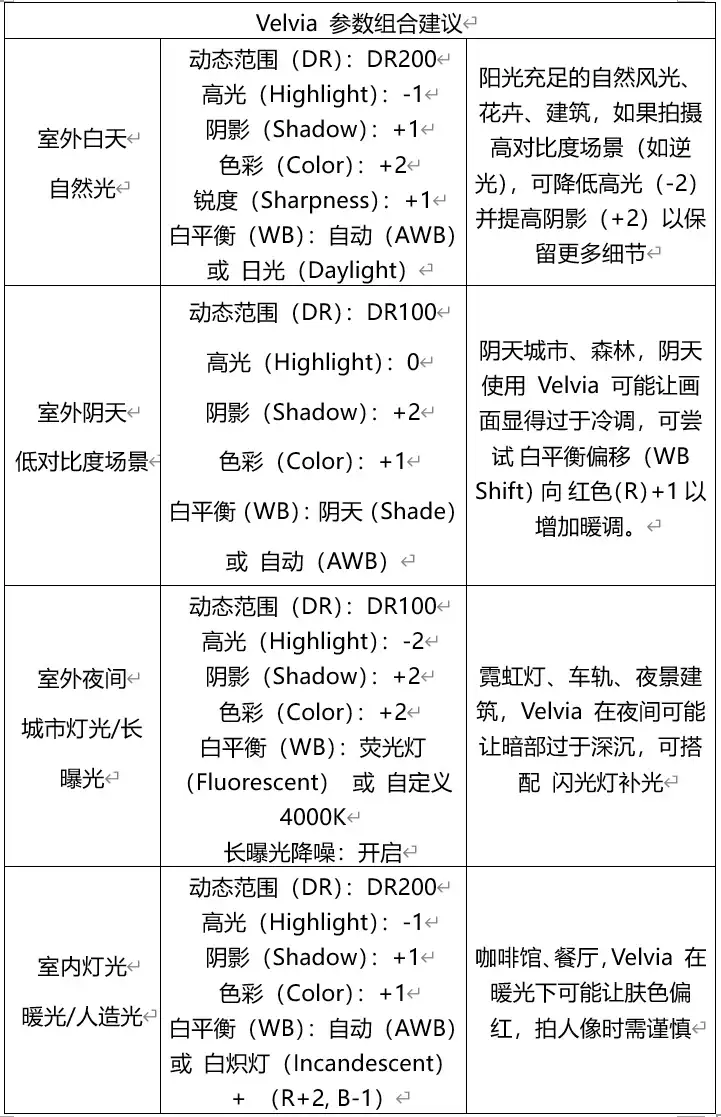 Velvia 参数组合建议
室外白天
自然光
动态范围（DR）：DR200
高光（Highlight）：-1
阴影（Shadow）：+1
色彩（Color）：+2
锐度（Sharpness）：+1
白平衡（WB）：自动（AWB）
或 日光（Daylight）
阳光充足的自然风光、
花卉、建筑，如果拍摄
高对比度场景（如逆
光），可降低高光（-2）
并提高阴影（+2）以保
留更多细节
室外阴天
低对比度场景
动态范围（DR）：DR100
高光（Highlight）：0
阴影（Shadow）：+2
色彩（Color）：+1
白平衡（WB）：阴天（Shade）
或 自动（AWB）
阴天城市、森林，阴天
使用 Velvia 可能让画
面显得过于冷调，可尝
试 白平衡偏移（WB
Shift）向 红色（R）+1 以
增加暖调。
室外夜间
城市灯光/长
曝光
动态范围（DR）：DR100
高光（Highlight）：-2
阴影（Shadow）：+2
色彩（Color）：+2
白平衡（WB）：荧光灯
（Fluorescent） 或 自定义
4000K
长曝光降噪：开启
霓虹灯、车轨、夜景建
筑，Velvia 在夜间可能
让暗部过于深沉，可搭
配 闪光灯补光
室内灯光
暖光/人造光
动态范围（DR）：DR200
高光（Highlight）：-1
阴影（Shadow）：+1
色彩（Color）：+1
白平衡（WB）：自动（AWB）
或 白炽灯（Incandescent）
+ （R+2, B-1）
咖啡馆、餐厅，Velvia 在
暖光下可能让肤色偏
红，拍人像时需谨慎